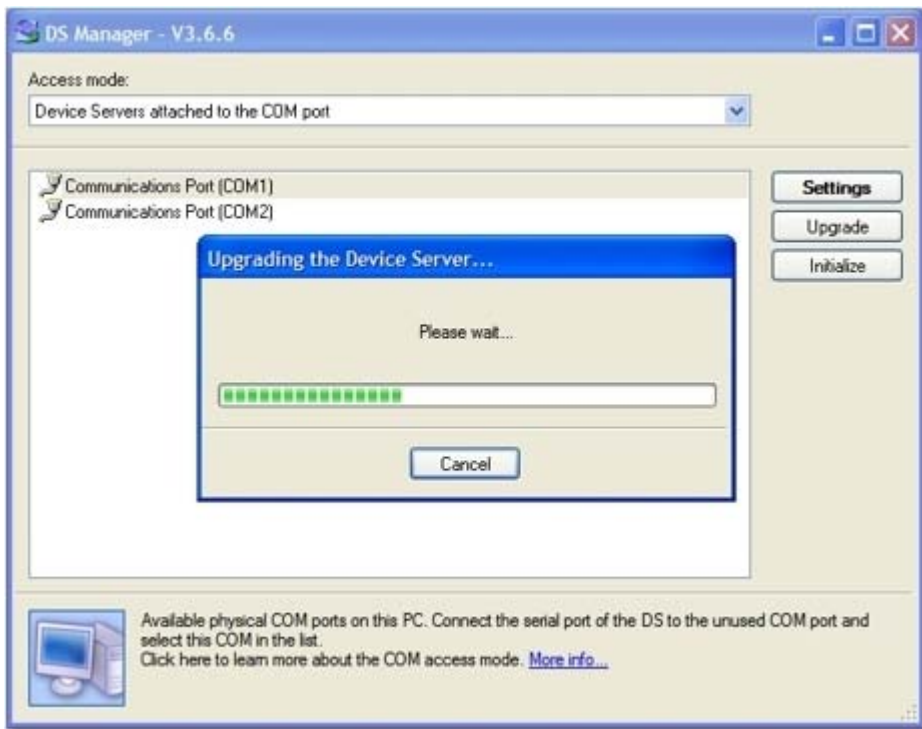 DS Manager - V3.6.6
Access mode:
Device Servers attached to the COM port
Communications Port (COM1)
Communications Port (COM2)
Settings
Upgrade
Initialize
Upgrading the Device Server...
Please wait...
Cancel
Available physical COM ports on this PC. Connect the serial port of the DS to the unused COM port and
select this COM in the list.
Click here to learn more about the COM access mode. More info...